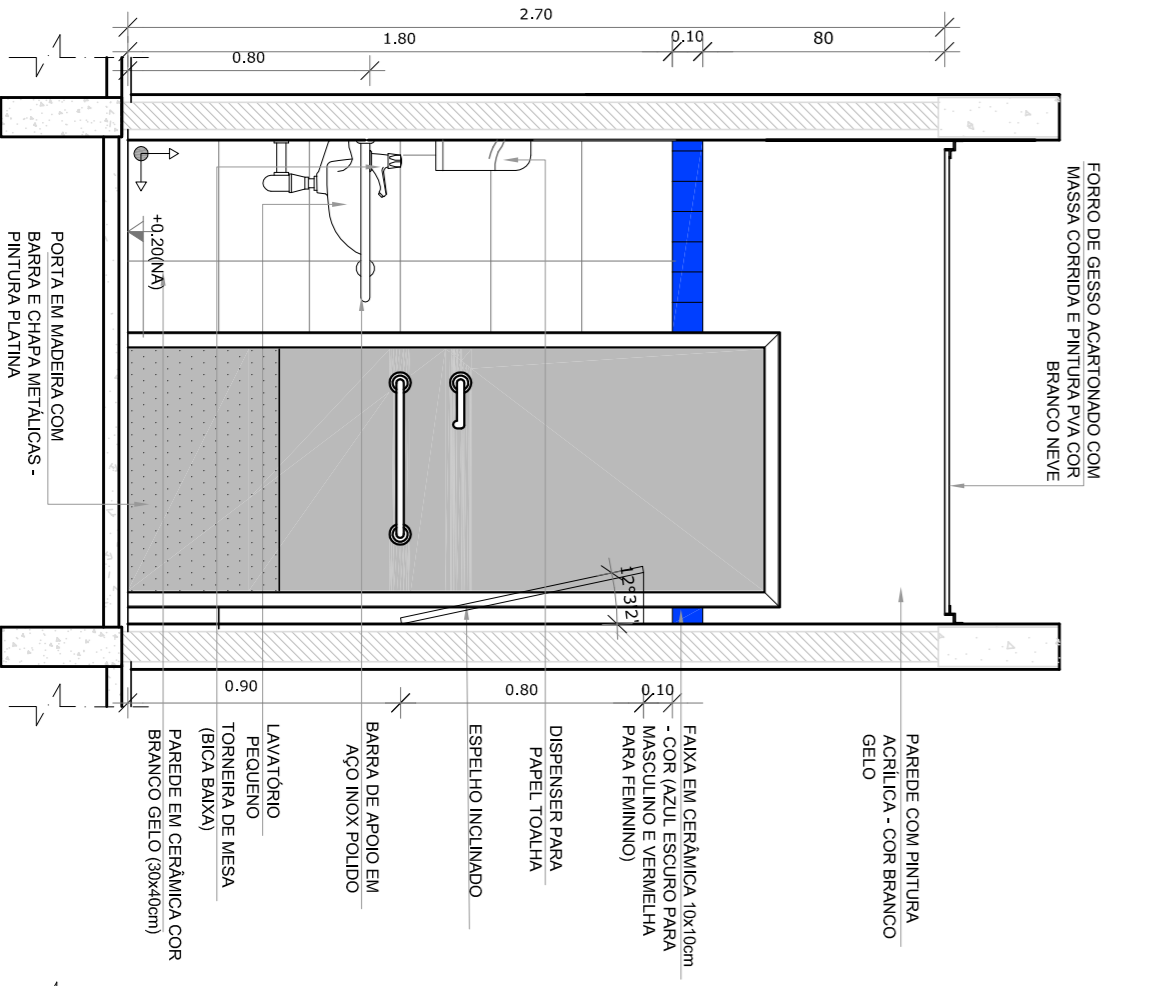 2.70
1.80
0.10
80
0.80
FORRO DE GESSO ACARTONADO COM
MASSA CORRIDA E PINTURA PVA COR
BRANCO NEVE
+0.20(NA)
PORTA EM MADEIRA COM
BARRA E CHAPA METÁLICAS -
PINTURA PLATINA
12°3'2"
0.90
0.80
0.10
PAREDE COM PINTURA
ACRÍLICA - COR BRANCO
GELO
FAIXA EM CERÂMICA 10x10cm
- COR (AZUL ESCURO PARA
MASCULINO E VERMELHA
PARA FEMININO)
DISPENSER PARA
PAPEL TOALHA
ESPELHO INCLINADO
BARRA DE APOIO EM
AÇO INOX POLIDO
LAVATÓRIO
PEQUENO
TORNEIRA DE MESA
(BICA BAIXA)
PAREDE EM CERÂMICA COR
BRANCO GELO (30x40cm)